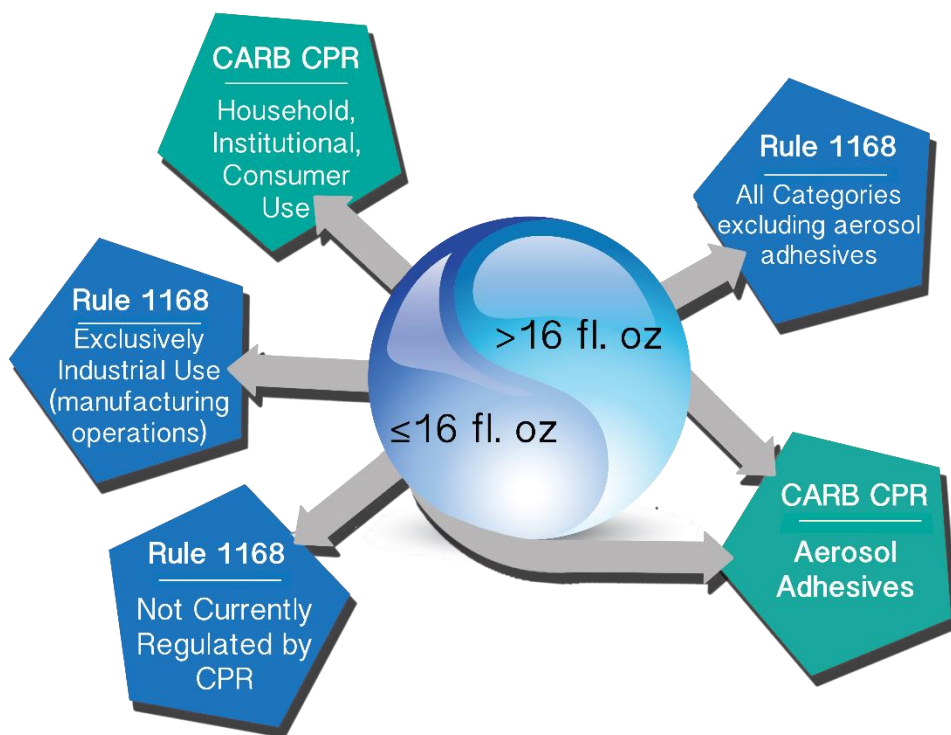 CARB CPR
Household,
Institutional,
Consumer
Use
Rule 1168
All Categories
excluding aerosol
adhesives
Rule 1168
Exclusively
Industrial Use
(manufacturing
operations)
>16 fl. oz
≤16 fl. oz
CARB CPR
Aerosol
Adhesives
Rule 1168
Not Currently
Regulated by
CPR